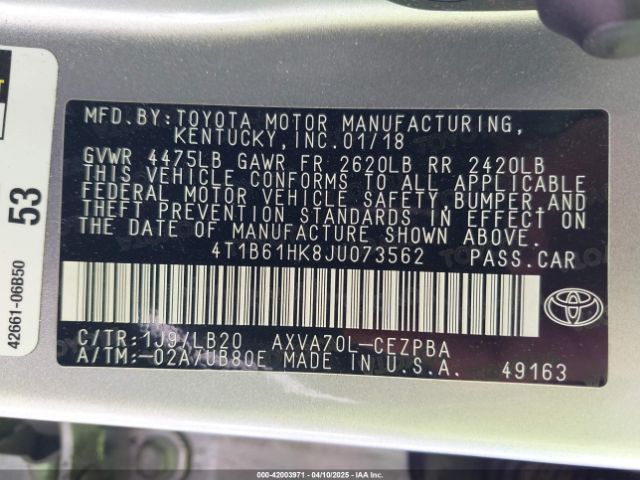 MFD.BY:TOYOTA MOTOR MANUFACTURING,
KENTUCKY,INC.01/18
GVWR 4475LB GAWR FR 2620LB RR 2420LB
THIS VEHICLE CONFORMS TO ALL APPLICABLE
FEDERAL MOTOR VEHICLE SAFETY,BUMPER,AND
THEFT PREVENTION STANDARDS IN EFFECT ON
THE DATE OF MANUFACTURE SHOWN ABOVE.
4T1B61HK8JU073562 PASS.CAR
C/TR:1J9/LB20 AXVA70L-CEZPBA
A/TM:-02A/UB80E MADE IN U.S.A. 49163
53
42661-06B50
000-42003971 - 04/10/2025 - IAA Inc.